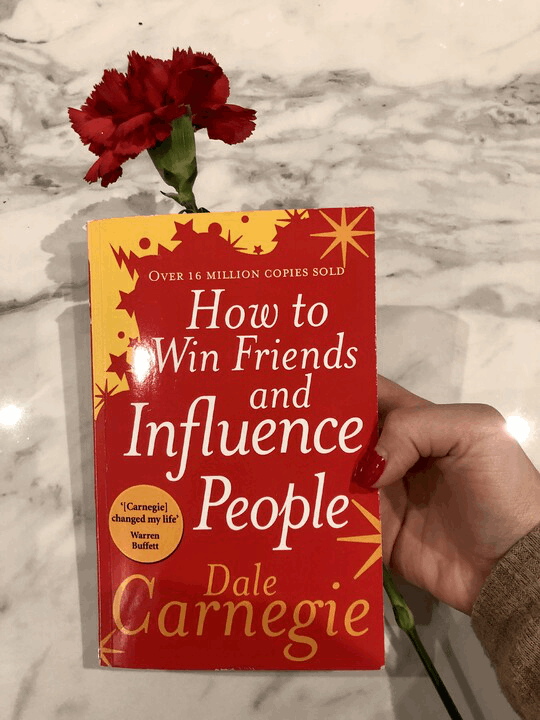 OVER 16 MILLION COPIES SOLD
How to
Win Friends
and
Influence
People
'[Carnegie]
changed my life'
Warren
Buffett
Dale
Carnegie